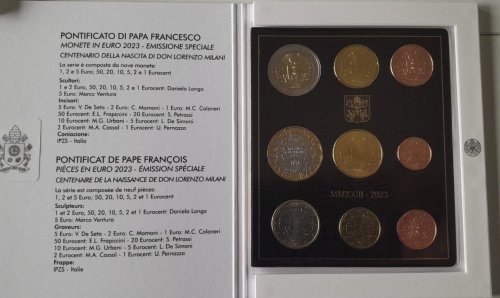 PONTIFICATO DI PAPA FRANCESCO
MONETE IN EURO 2023 - EMISSIONE SPECIALE
CENTENARIO DELLA NASCITA DI DON LORENZO MILANI
La serie è composta da nove monete:
1, 2 e 5 Euro; 50, 20, 10, 5, 2 e 1 Eurocent
Scultori:
1 e 2 Euro, 50, 20, 10, 5, 2 e 1 Eurocent: Daniela Longo
5 Euro: Marco Ventura
Incisori:
5 Euro: V. De Seta - 2 Euro: C. Momoni - 1 Euro: M.C. Colaneri
50 Eurocent: E.L. Frapiccini - 20 Eurocent: S. Petrassi
10 Eurocent: M.G. Urbani - 5 Eurocent: L. De Simoni
2 Eurocent: M.A. Cassol - 1 Eurocent: U. Pernazza
Coniazione:
IPZS - Italia
PONTIFICAT DE PAPE FRANÇOIS
PIÈCES EN EURO 2023 - ÉMISSION SPÉCIALE
CENTENAIRE DE LA NAISSANCE DE DON LORENZO MILANI
La série est composée de neuf pièces:
1, 2 et 5 Euro; 50, 20, 10, 5, 2 et 1 Eurocent
Sculpteurs:
1 et 2 Euro, 50, 20, 10, 5, 2 et 1 Eurocent: Daniela Longo
5 Euro: Marco Ventura
Graveurs:
5 Euro: V. De Seta - 2 Euro: C. Momoni - 1 Euro: M.C. Colaneri
50 Eurocent: E.L. Frapiccini - 20 Eurocent: S. Petrassi
10 Eurocent: M.G. Urbani - 5 Eurocent: L. De Simoni
2 Eurocent: M.A. Cassol - 1 Eurocent: U. Pernazza
Frappe:
IPZS - Italie
MMXXIII - 2023